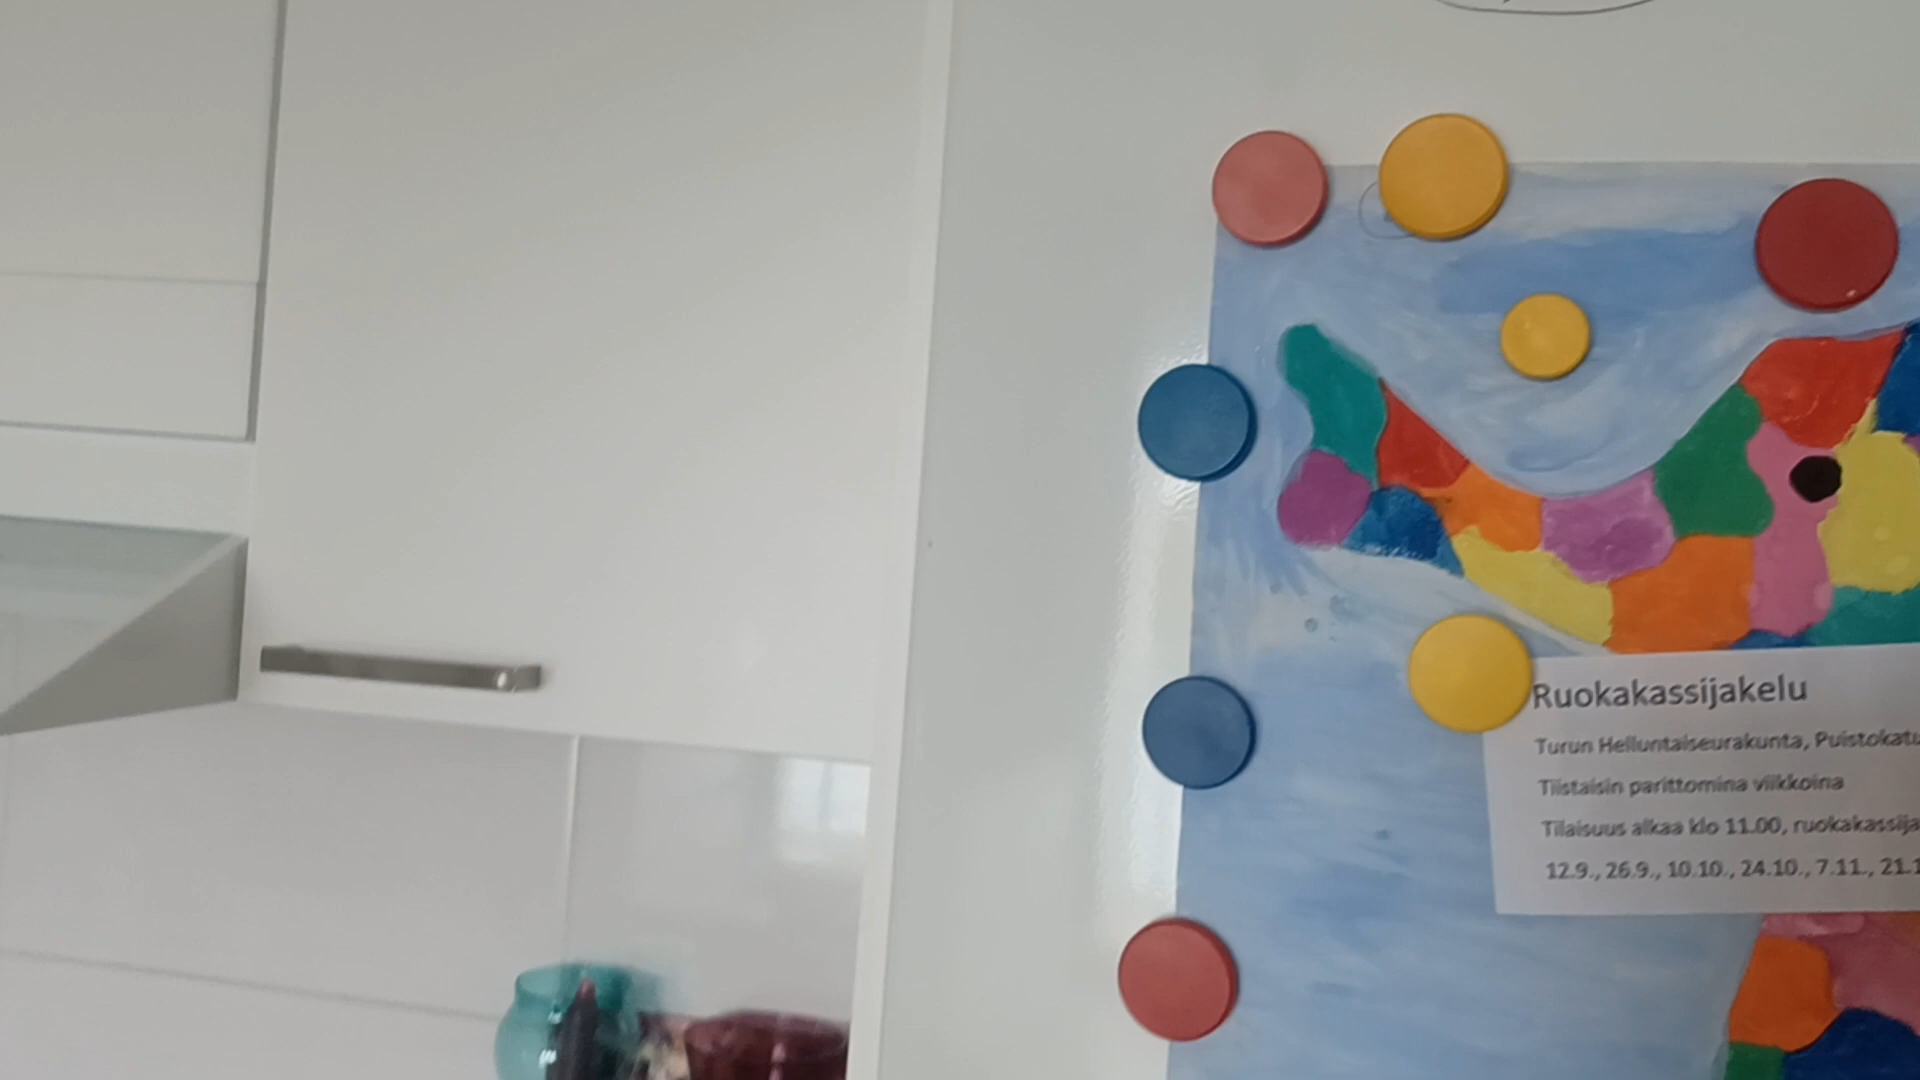 Ruokakassijakelu
Turun Helluntaiseurakunta, Puistokatu
Tiistaisin parittomina viikkoina
Tilaisuus alkaa klo 11.00, ruokakassija
12.9., 26.9., 10.10., 24.10., 7.11., 21.1